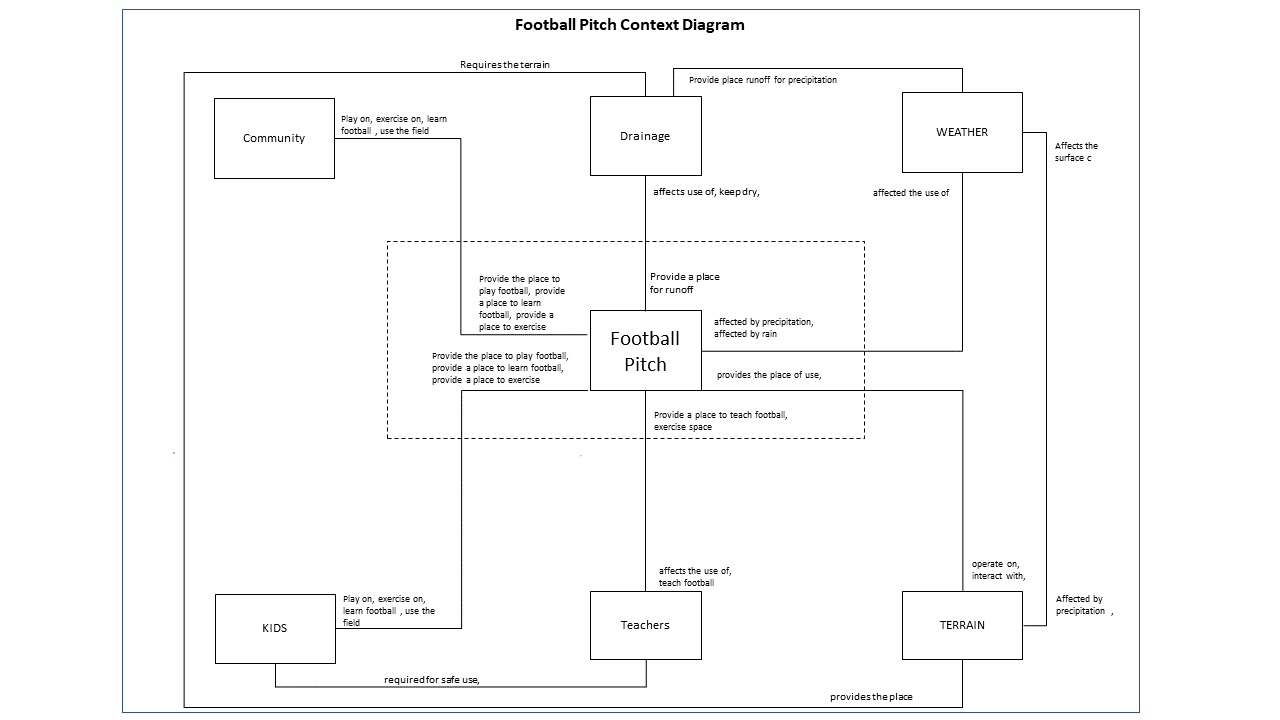 Football Pitch Context Diagram
Requires the terrain
Provide place runoff for precipitation
Community
Play on, exercise on, learn
football , use the field
Drainage
WEATHER
Affects the
surface c
affects use of, keep dry,
affected the use of
Provide the place to
play football, provide
a place to learn
football, provide a
place to exercise
Provide a place
for runoff
Football
Pitch
affected by precipitation,
affected by rain
Provide the place to play football,
provide a place to learn football,
provide a place to exercise
provides the place of use,
Provide a place to teach football,
exercise space
affects the use of,
teach football
operate on,
interact with,
KIDS
Play on, exercise on,
learn football , use the
field
Teachers
TERRAIN
Affected by
precipitation ,
required for safe use,
provides the place